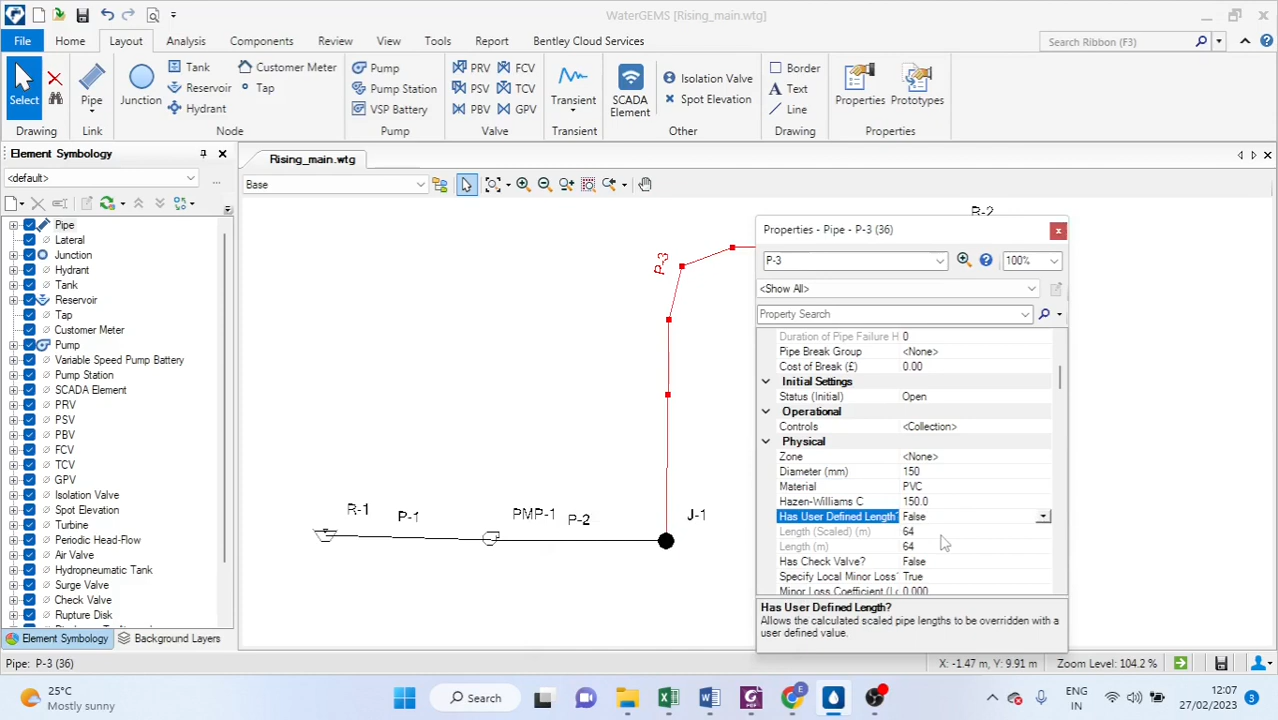 WaterGEMS [Rising_main.wtg]
File Home Layout Analysis Components Review View Tools Report Bentley Cloud Services Search Ribbon (F3)
Select
Pipe
Junction
Tank
Reservoir
Hydrant
Customer Meter
Tap
Pump
Pump Station
VSP Battery
PRV FCV
PSV TCV
PBV GPV
Transient
SCADA
Element
Isolation Valve
Spot Elevation
Border
Text
Line
Properties Prototypes
Drawing Link Node Pump Valve Transient Other Drawing Properties
Element Symbology
<default>
...
Pipe
Lateral
Junction
Hydrant
Tank
Reservoir
Tap
Customer Meter
Pump
Variable Speed Pump Battery
Pump Station
SCADA Element
PRV
PSV
PBV
FCV
TCV
GPV
Isolation Valve
Spot Elevation
Turbine
Periodic Head-Flow
Air Valve
Hydropneumatic Tank
Surge Valve
Check Valve
Rupture Disk
Element Symbology Background Layers
Rising_main.wtg
Base
R-2
P-3
R-1 P-1 PMP-1 P-2 J-1
Properties - Pipe - P-3 (36)
P-3 100%
<Show All>
Property Search
Duration of Pipe Failure H 0
Pipe Break Group <None>
Cost of Break (£) 0.00
Initial Settings
Status (Initial) Open
Operational
Controls <Collection>
Physical
Zone <None>
Diameter (mm) 150
Material PVC
Hazen-Williams C 150.0
Has User Defined Length? False
Length (Scaled) (m) 64
Length (m) 64
Has Check Valve? False
Specify Local Minor Loss? True
Minor Loss Coefficient (Lo 0.000
Has User Defined Length?
Allows the calculated scaled pipe lengths to be overridden with a
user defined value.
Pipe: P-3 (36) X: -1.47 m, Y: 9.91 m Zoom Level: 104.2 %
25°C
Mostly sunny
Search
ENG
IN
12:07
27/02/2023
3